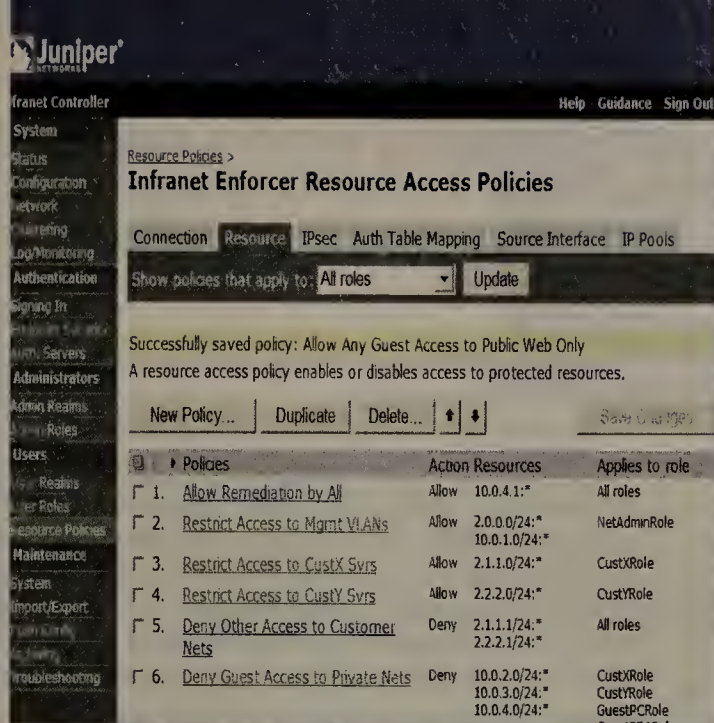 Juniper
NETWORKS
Infranet Controller
Help Guidance Sign Out
System
Status
Configuration
Network
Clustering
Log/Monitoring
Authentication
Signing In
Servers
Administrators
Admin Realms
Roles
Users
Realms
User Roles
Resource Policies
Maintenance
System
Import/Export
Troubleshooting
Resource Policies >
Infranet Enforcer Resource Access Policies
Connection Resource IPsec Auth Table Mapping Source Interface IP Pools
Show policies that apply to: All roles Update
Successfully saved policy: Allow Any Guest Access to Public Web Only
A resource access policy enables or disables access to protected resources.
New Policy... Duplicate Delete... Save Changes
Policies Action Resources Applies to role
1. Allow Remediation by All Allow 10.0.4.1:* All roles
2. Restrict Access to Mgmt VLANs Allow 2.0.0.0/24:* NetAdminRole
10.0.1.0/24:*
3. Restrict Access to CustX Svrs Allow 2.1.1.0/24:* CustXRole
4. Restrict Access to CustY Svrs Allow 2.2.2.0/24:* CustYRole
5. Deny Other Access to Customer Deny 2.1.1.1/24:* All roles
Nets 2.2.2.1/24:*
6. Deny Guest Access to Private Nets Deny 10.0.2.0/24:* CustXRole
10.0.3.0/24:* CustYRole
10.0.4.0/24:* GuestPCRole